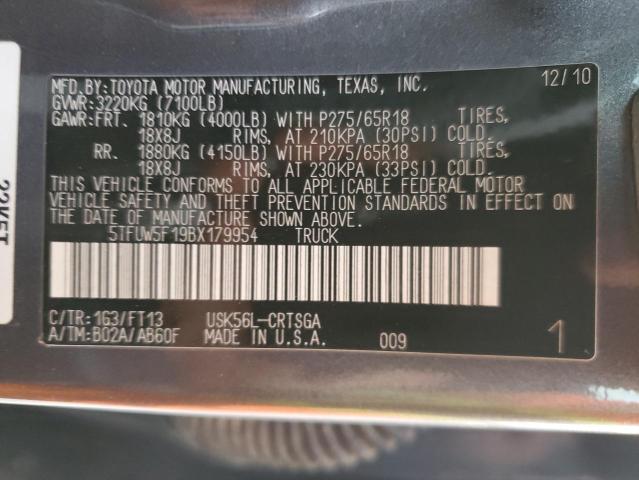 MFD.BY:TOYOTA MOTOR MANUFACTURING, TEXAS, INC. 12/10
GVWR:3220KG (7100LB)
GAWR:FRT. 1810KG (4000LB) WITH P275/65R18 TIRES,
18X8J RIMS, AT 210KPA (30PSI) COLD.
RR. 1880KG (4150LB) WITH P275/65R18 TIRES,
18X8J RIMS, AT 230KPA (33PSI) COLD.
THIS VEHICLE CONFORMS TO ALL APPLICABLE FEDERAL MOTOR
VEHICLE SAFETY AND THEFT PREVENTION STANDARDS IN EFFECT ON
THE DATE OF MANUFACTURE SHOWN ABOVE.
5TFUW5F19BX179954 TRUCK
C/TR:1G3/FT13 USK56L-CRTSGA
A/TM:B02A/AB60F MADE IN U.S.A. 009 1